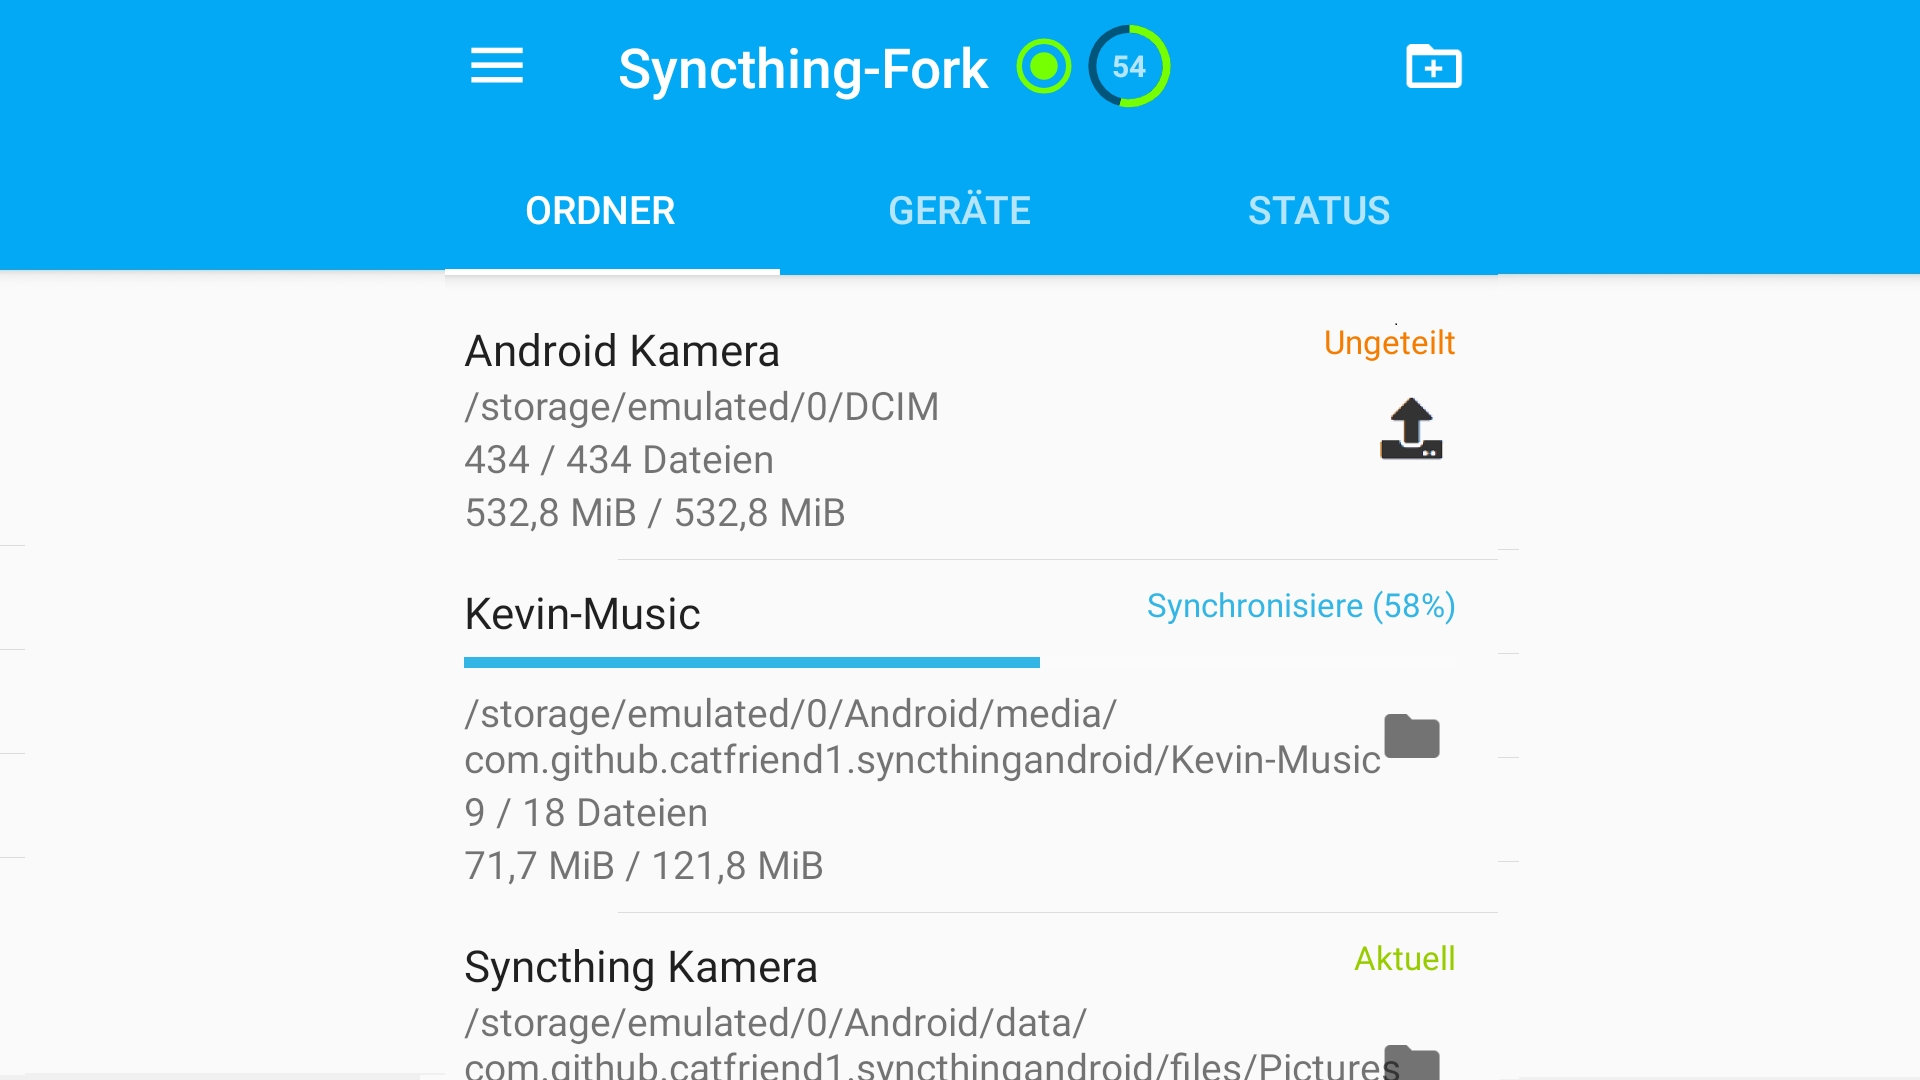 Syncthing-Fork 54
ORDNER GERÄTE STATUS
Android Kamera Ungeteilt
/storage/emulated/0/DCIM
434 / 434 Dateien
532,8 MiB / 532,8 MiB
Kevin-Music Synchronisiere (58%)
/storage/emulated/0/Android/media/
com.github.catfriend1.syncthingandroid/Kevin-Music
9 / 18 Dateien
71,7 MiB / 121,8 MiB
Syncthing Kamera Aktuell
/storage/emulated/0/Android/data/
com.github.catfriend1.syncthingandroid/files/Pictures